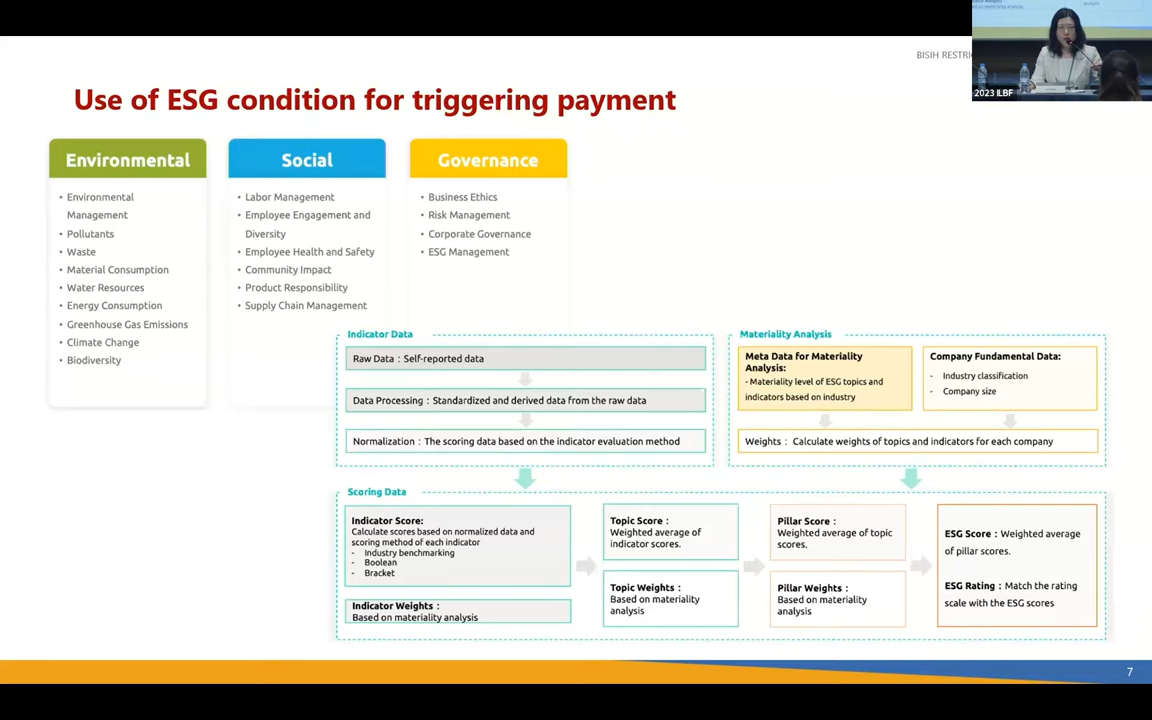 BISIH RESTRI
2023 ILBF
Use of ESG condition for triggering payment
Environmental
• Environmental
Management
• Pollutants
• Waste
• Material Consumption
• Water Resources
• Energy Consumption
• Greenhouse Gas Emissions
• Climate Change
• Biodiversity
Social
• Labor Management
• Employee Engagement and
Diversity
• Employee Health and Safety
• Community Impact
• Product Responsibility
• Supply Chain Management
Governance
• Business Ethics
• Risk Management
• Corporate Governance
• ESG Management
Indicator Data
Raw Data：Self-reported data
Data Processing：Standardized and derived data from the raw data
Normalization：The scoring data based on the indicator evaluation method
Materiality Analysis
Meta Data for Materiality
Analysis:
- Materiality level of ESG topics and
indicators based on industry
Company Fundamental Data:
- Industry classification
- Company size
Weights：Calculate weights of topics and indicators for each company
Scoring Data
Indicator Score:
Calculate scores based on normalized data and
scoring method of each indicator
- Industry benchmarking
- Boolean
- Bracket
Indicator Weights：
Based on materiality analysis
Topic Score：
Weighted average of
indicator scores.
Topic Weights：
Based on materiality
analysis
Pillar Score：
Weighted average of topic
scores.
Pillar Weights：
Based on materiality
analysis
ESG Score：Weighted average
of pillar scores.
ESG Rating：Match the rating
scale with the ESG scores
7